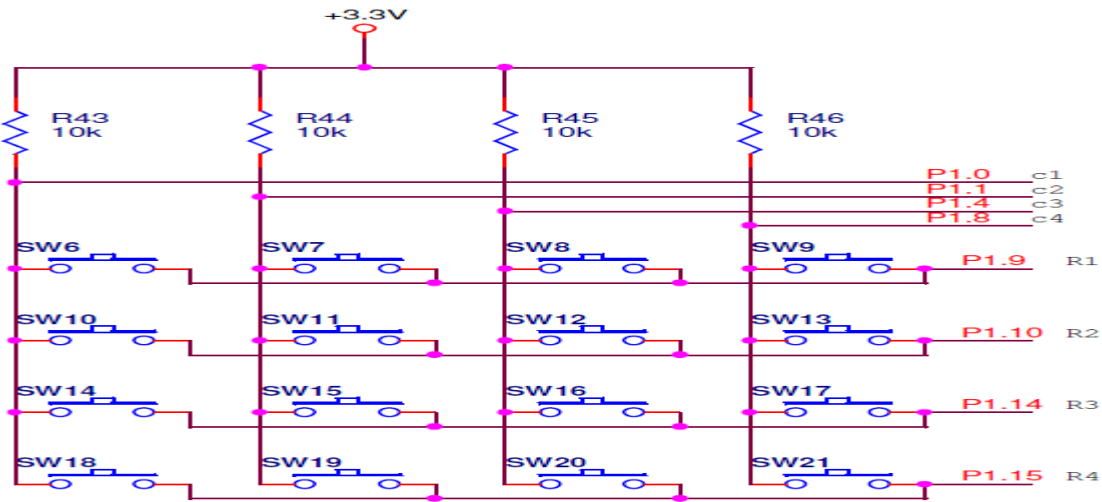 +3.3V
R43 R44 R45 R46
10k 10k 10k 10k
P1.0 c1
P1.1 c2
P1.4 c3
P1.8 c4
SW6 SW7 SW8 SW9
P1.9 R1
SW10 SW11 SW12 SW13
P1.10 R2
SW14 SW15 SW16 SW17
P1.14 R3
SW18 SW19 SW20 SW21
P1.15 R4